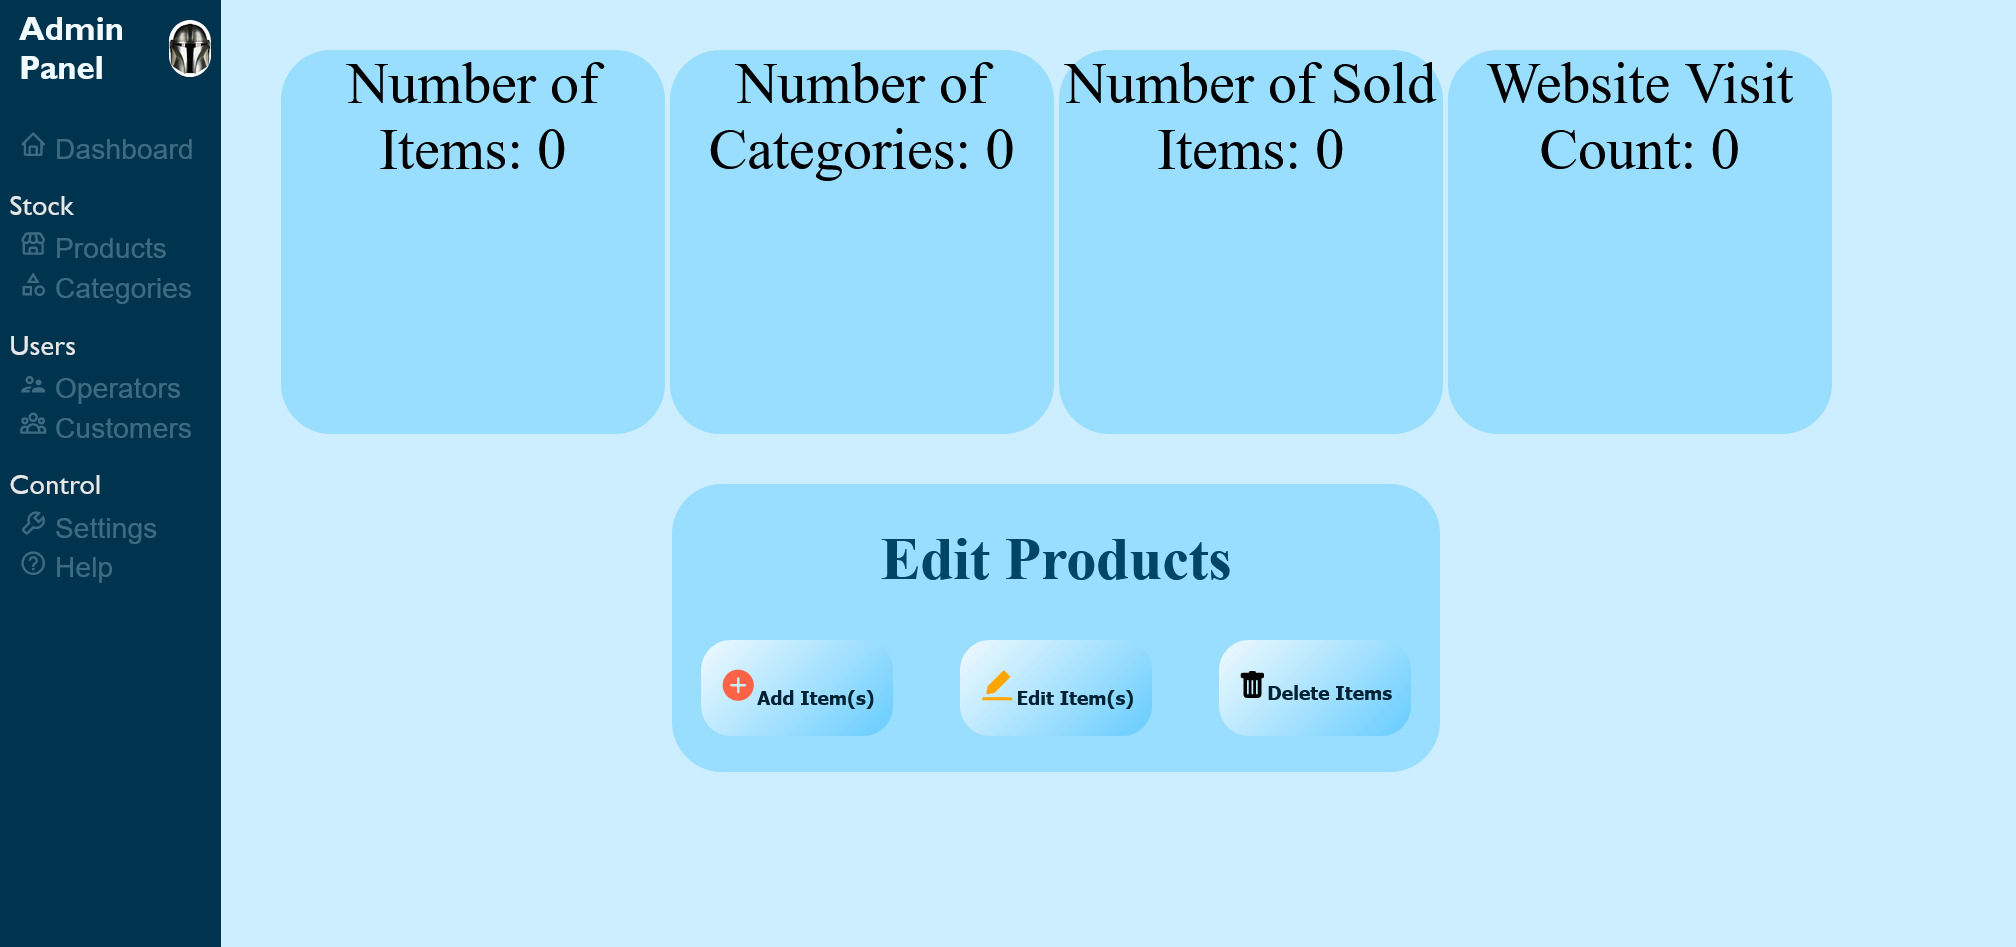 Admin
Panel
Dashboard
Stock
Products
Categories
Users
Operators
Customers
Control
Settings
Help
Number of
Items: 0
Number of
Categories: 0
Number of Sold
Items: 0
Website Visit
Count: 0
Edit Products
Add Item(s)
Edit Item(s)
Delete Items